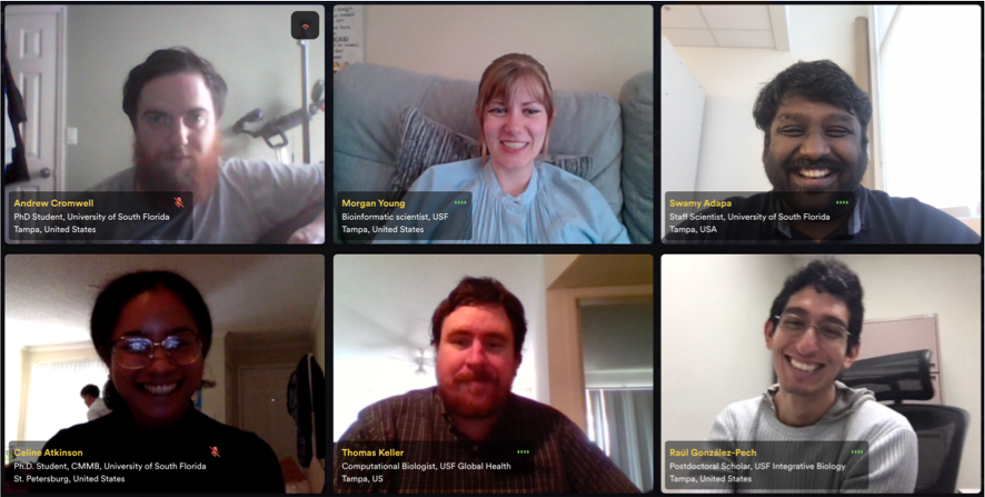 Andrew Cromwell
PhD Student, University of South Florida
Tampa, United States
Morgan Young
Bioinformatic scientist, USF
Tampa, United States
Swamy Adapa
Staff Scientist, University of South Florida
Tampa, USA
Celine Atkinson
Ph.D. Student, CMMB, University of South Florida
St. Petersburg, United States
Thomas Keller
Computational Biologist, USF Global Health
Tampa, US
Raúl González-Pech
Postdoctoral Scholar, USF Integrative Biology
Tampa, United States